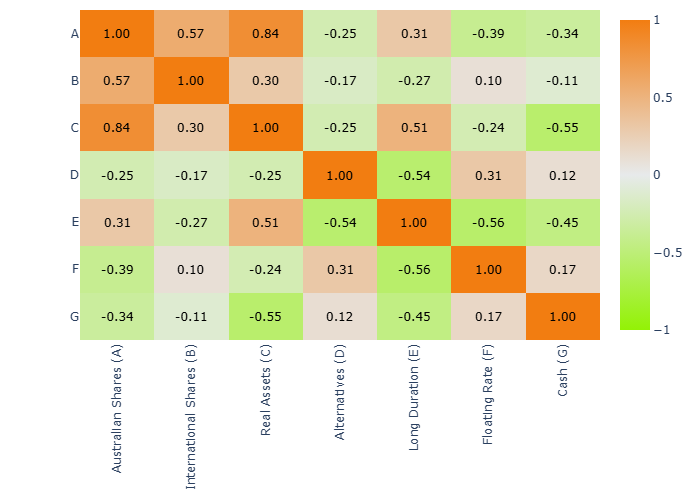 A 1.00 0.57 0.84 −0.25 0.31 −0.39 −0.34
B 0.57 1.00 0.30 −0.17 −0.27 0.10 −0.11
C 0.84 0.30 1.00 −0.25 0.51 −0.24 −0.55
D −0.25 −0.17 −0.25 1.00 −0.54 0.31 0.12
E 0.31 −0.27 0.51 −0.54 1.00 −0.56 −0.45
F −0.39 0.10 −0.24 0.31 −0.56 1.00 0.17
G −0.34 −0.11 −0.55 0.12 −0.45 0.17 1.00
Australian Shares (A)
International Shares (B)
Real Assets (C)
Alternatives (D)
Long Duration (E)
Floating Rate (F)
Cash (G)
1
0.5
0
−0.5
−1